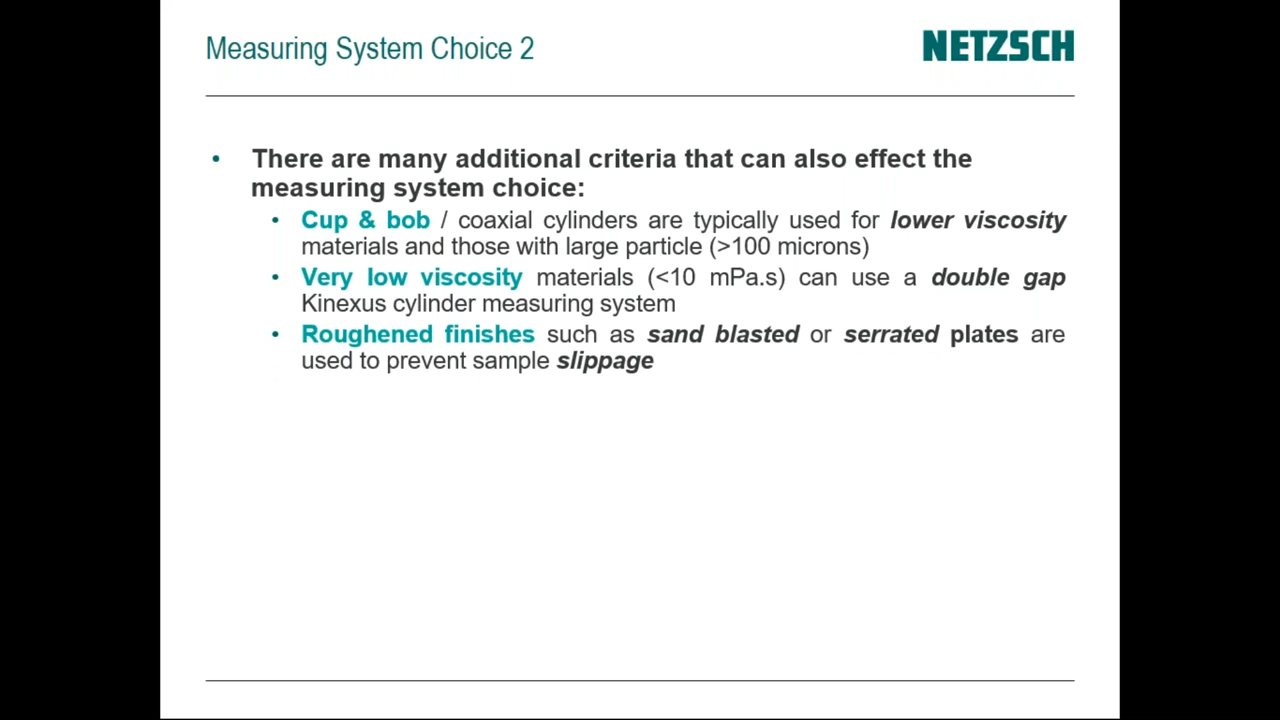 Measuring System Choice 2
NETZSCH
• There are many additional criteria that can also effect the
measuring system choice:
• Cup & bob / coaxial cylinders are typically used for lower viscosity
materials and those with large particle (>100 microns)
• Very low viscosity materials (<10 mPa.s) can use a double gap
Kinexus cylinder measuring system
• Roughened finishes such as sand blasted or serrated plates are
used to prevent sample slippage